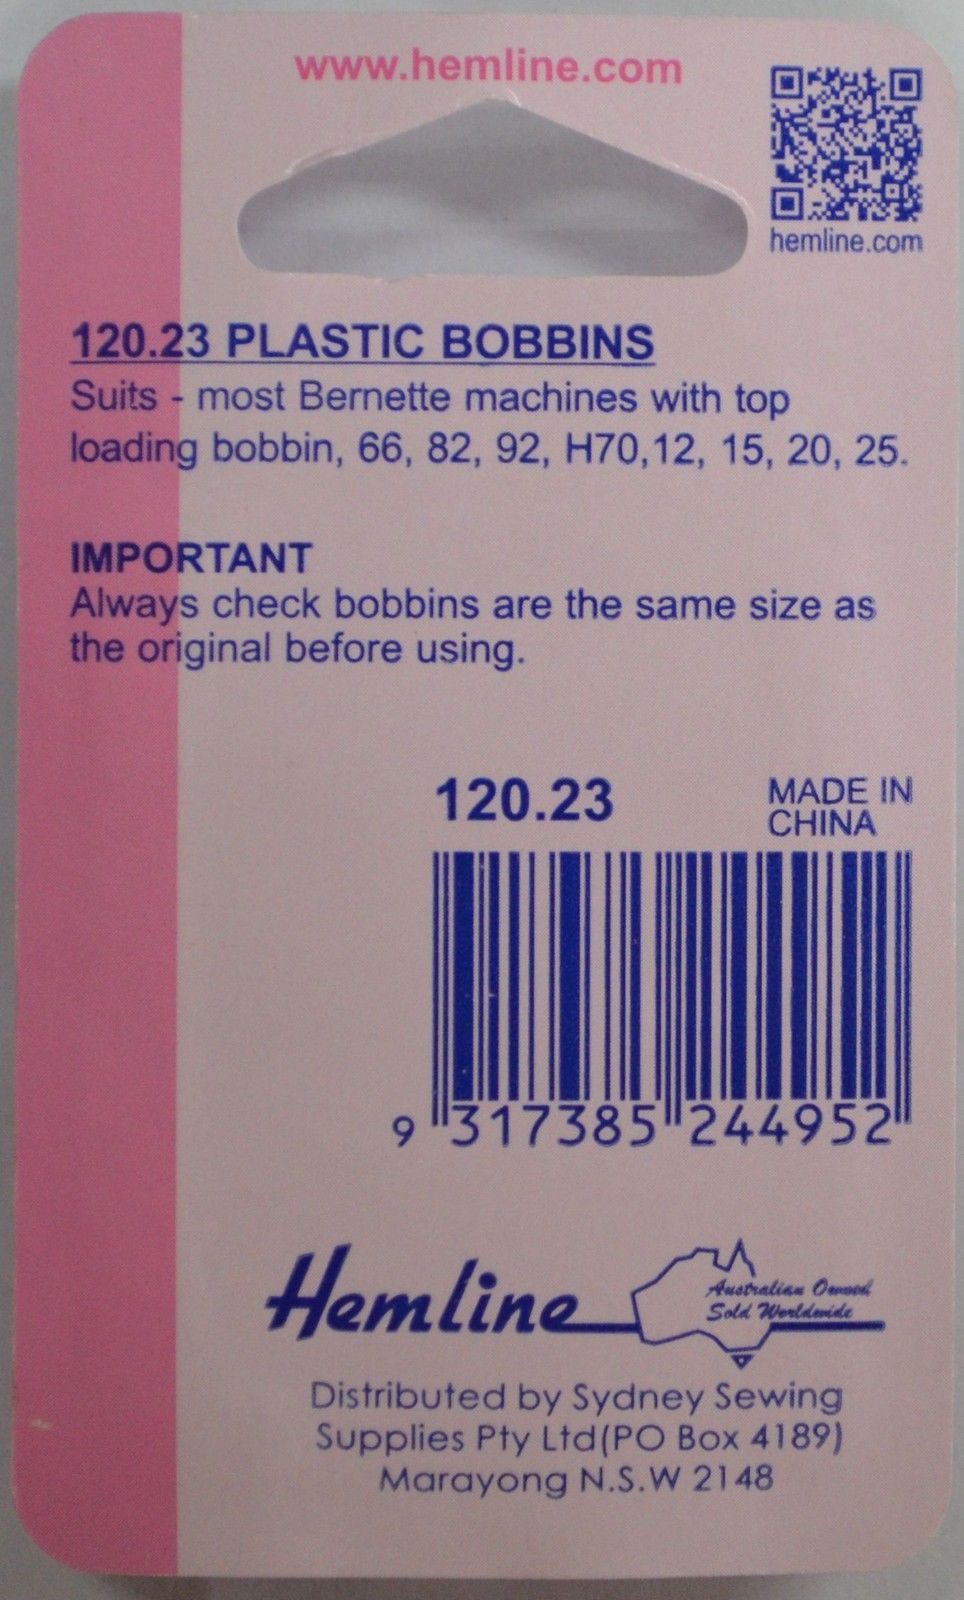 www.hemline.com
hemline.com
120.23 PLASTIC BOBBINS
Suits - most Bernette machines with top
loading bobbin, 66, 82, 92, H70,12, 15, 20, 25.
IMPORTANT
Always check bobbins are the same size as
the original before using.
120.23
MADE IN
CHINA
9 317385 244952
Hemline
Australian Owned
Sold Worldwide
Distributed by Sydney Sewing
Supplies Pty Ltd(PO Box 4189)
Marayong N.S.W 2148